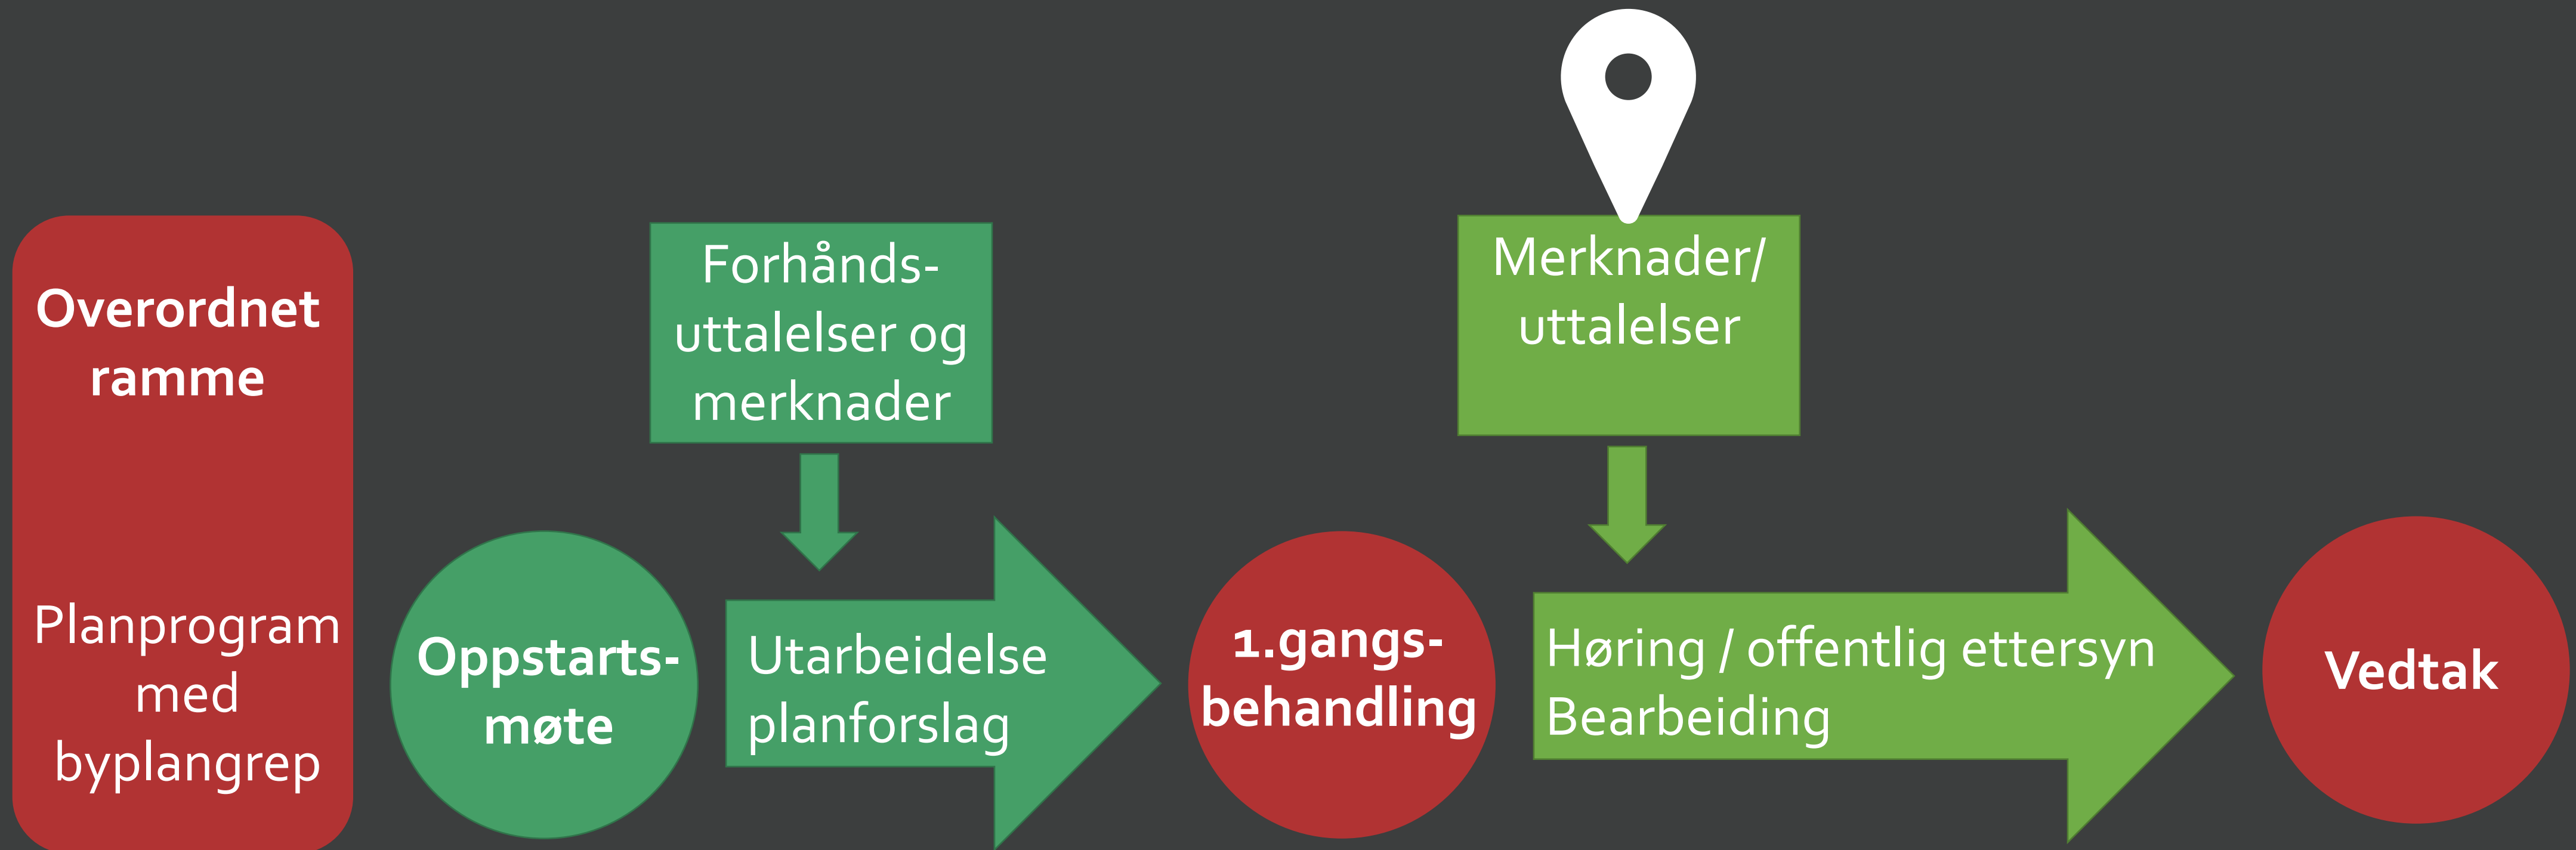 Overordnet
ramme
Planprogram
med
byplangrep
Oppstarts-
møte
Forhånds-
uttalelser og
merknader
Utarbeidelse
planforslag
1.gangs-
behandling
Merknader/
uttalelser
Høring / offentlig ettersyn
Bearbeiding
Vedtak